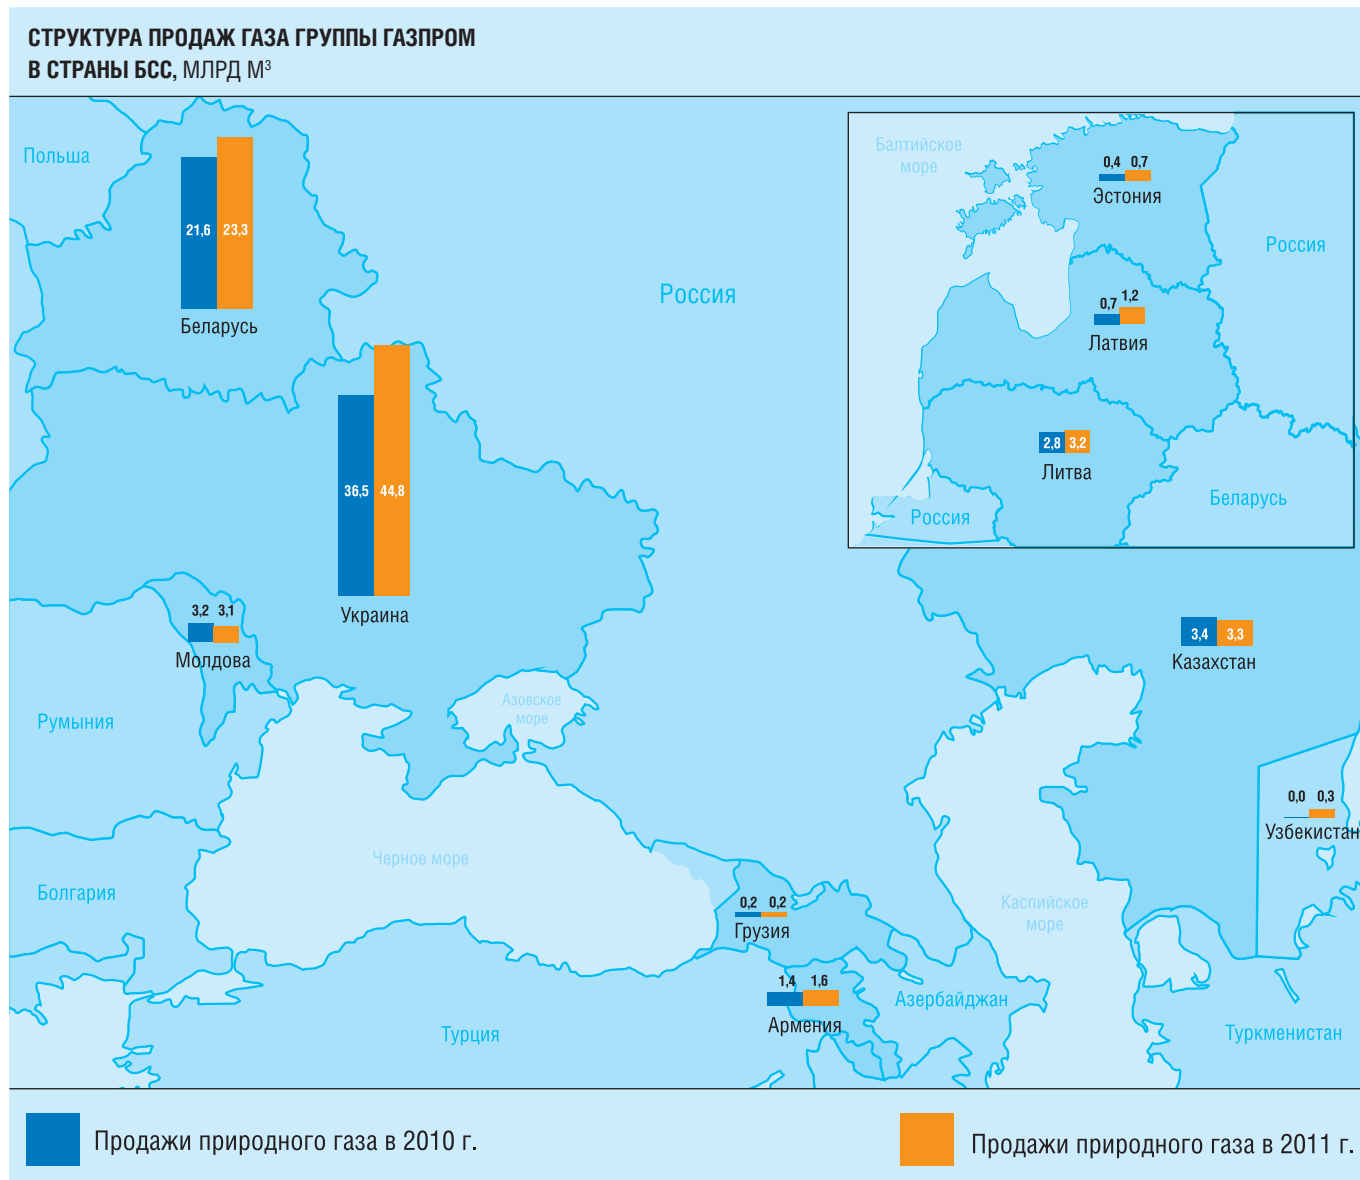 СТРУКТУРА ПРОДАЖ ГАЗА ГРУППЫ ГАЗПРОМ
В СТРАНЫ БСС, МЛРД М³
Польша
21,6 23,3
Беларусь
Россия
36,5 44,8
Украина
3,2 3,1
Молдова
Румыния
Болгария
Азовское
море
Черное море
Турция
0,2 0,2
Грузия
1,4 1,6
Армения
Азербайджан
Каспийское
море
Туркменистан
3,4 3,3
Казахстан
0,0 0,3
Узбекистан
Балтийское
море
0,4 0,7
Эстония
Россия
0,7 1,2
Латвия
2,8 3,2
Литва
Россия
Беларусь
Продажи природного газа в 2010 г.
Продажи природного газа в 2011 г.